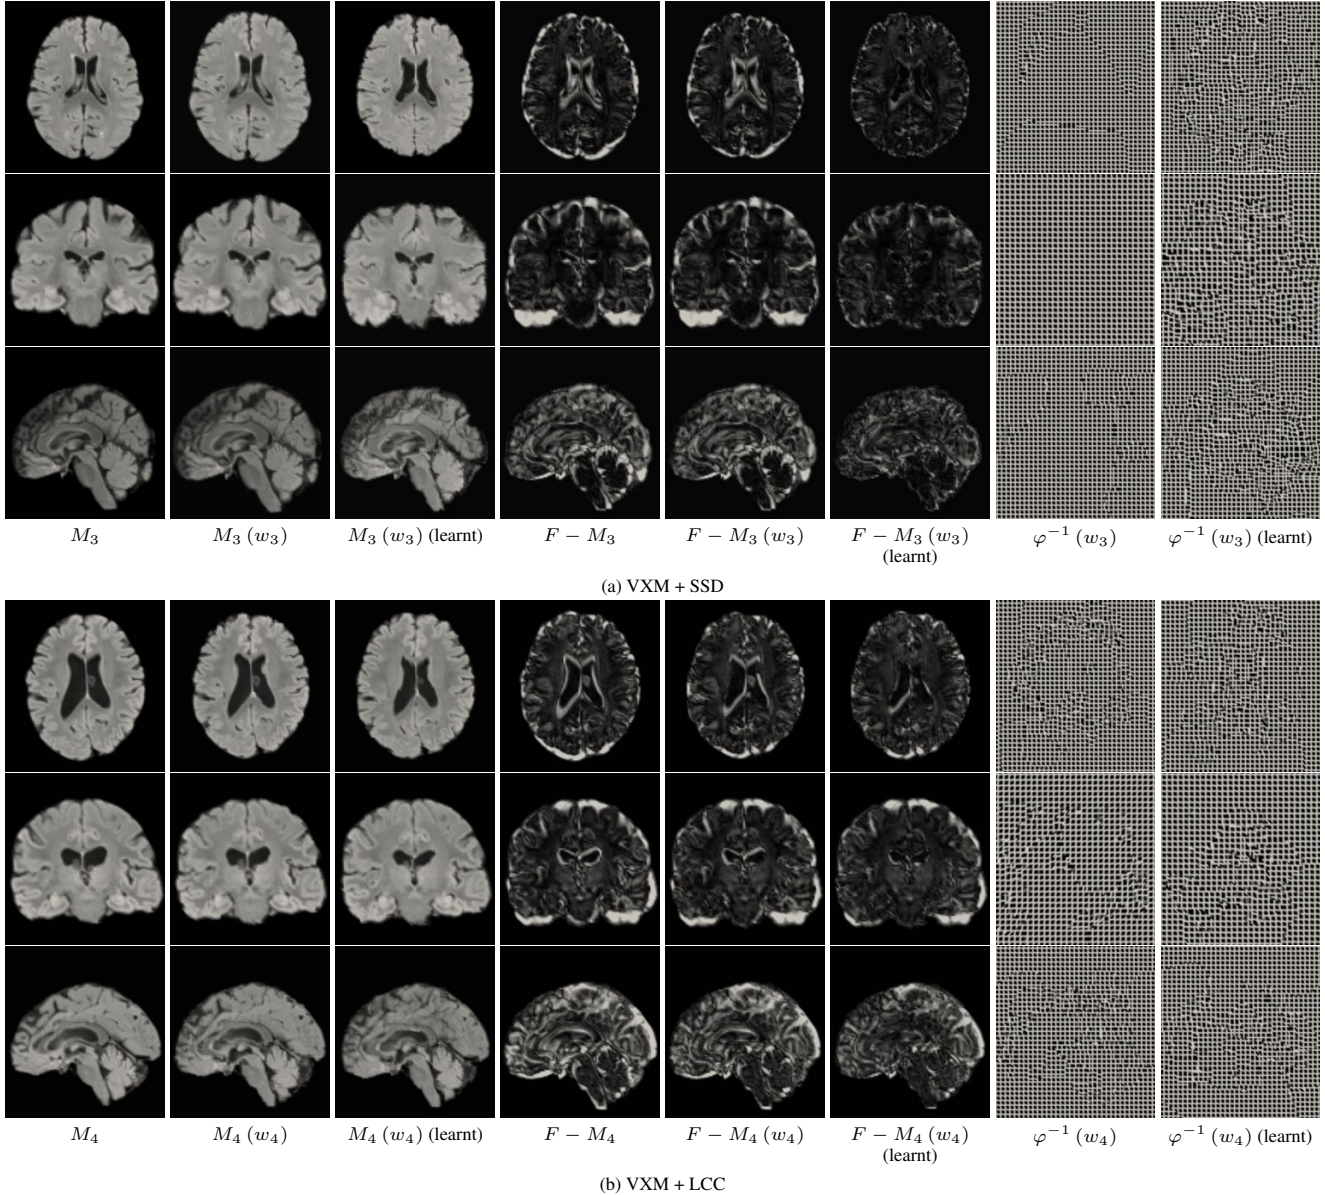 M₃ M₃ (w₃) M₃ (w₃) (learnt) F − M₃ F − M₃ (w₃) F − M₃ (w₃) φ⁻¹ (w₃) φ⁻¹ (w₃) (learnt)
(learnt)
(a) VXM + SSD
M₄ M₄ (w₄) M₄ (w₄) (learnt) F − M₄ F − M₄ (w₄) F − M₄ (w₄) φ⁻¹ (w₄) φ⁻¹ (w₄) (learnt)
(learnt)
(b) VXM + LCC